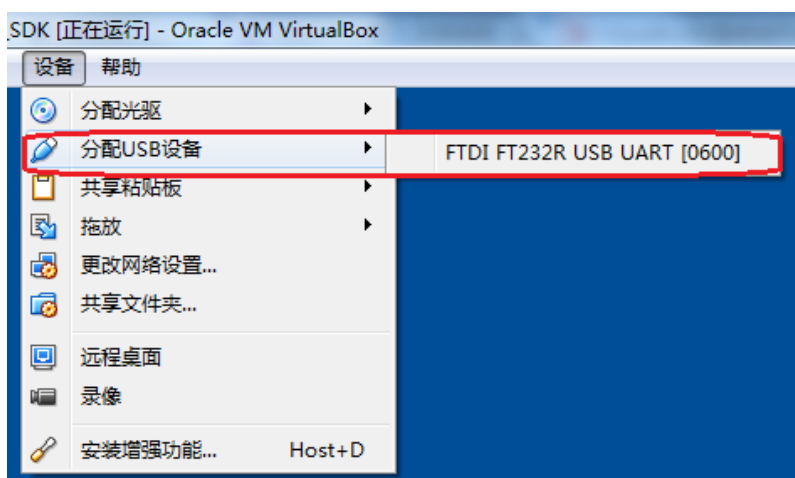 _SDK [正在运行] - Oracle VM VirtualBox
设备 帮助
分配光驱
分配USB设备 FTDI FT232R USB UART [0600]
共享粘贴板
拖放
更改网络设置...
共享文件夹...
远程桌面
录像
安装增强功能... Host+D